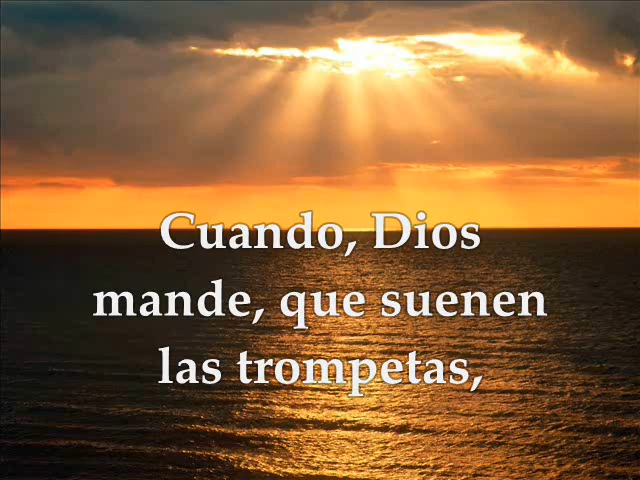 Cuando, Dios
mande, que suenen
las trompetas,